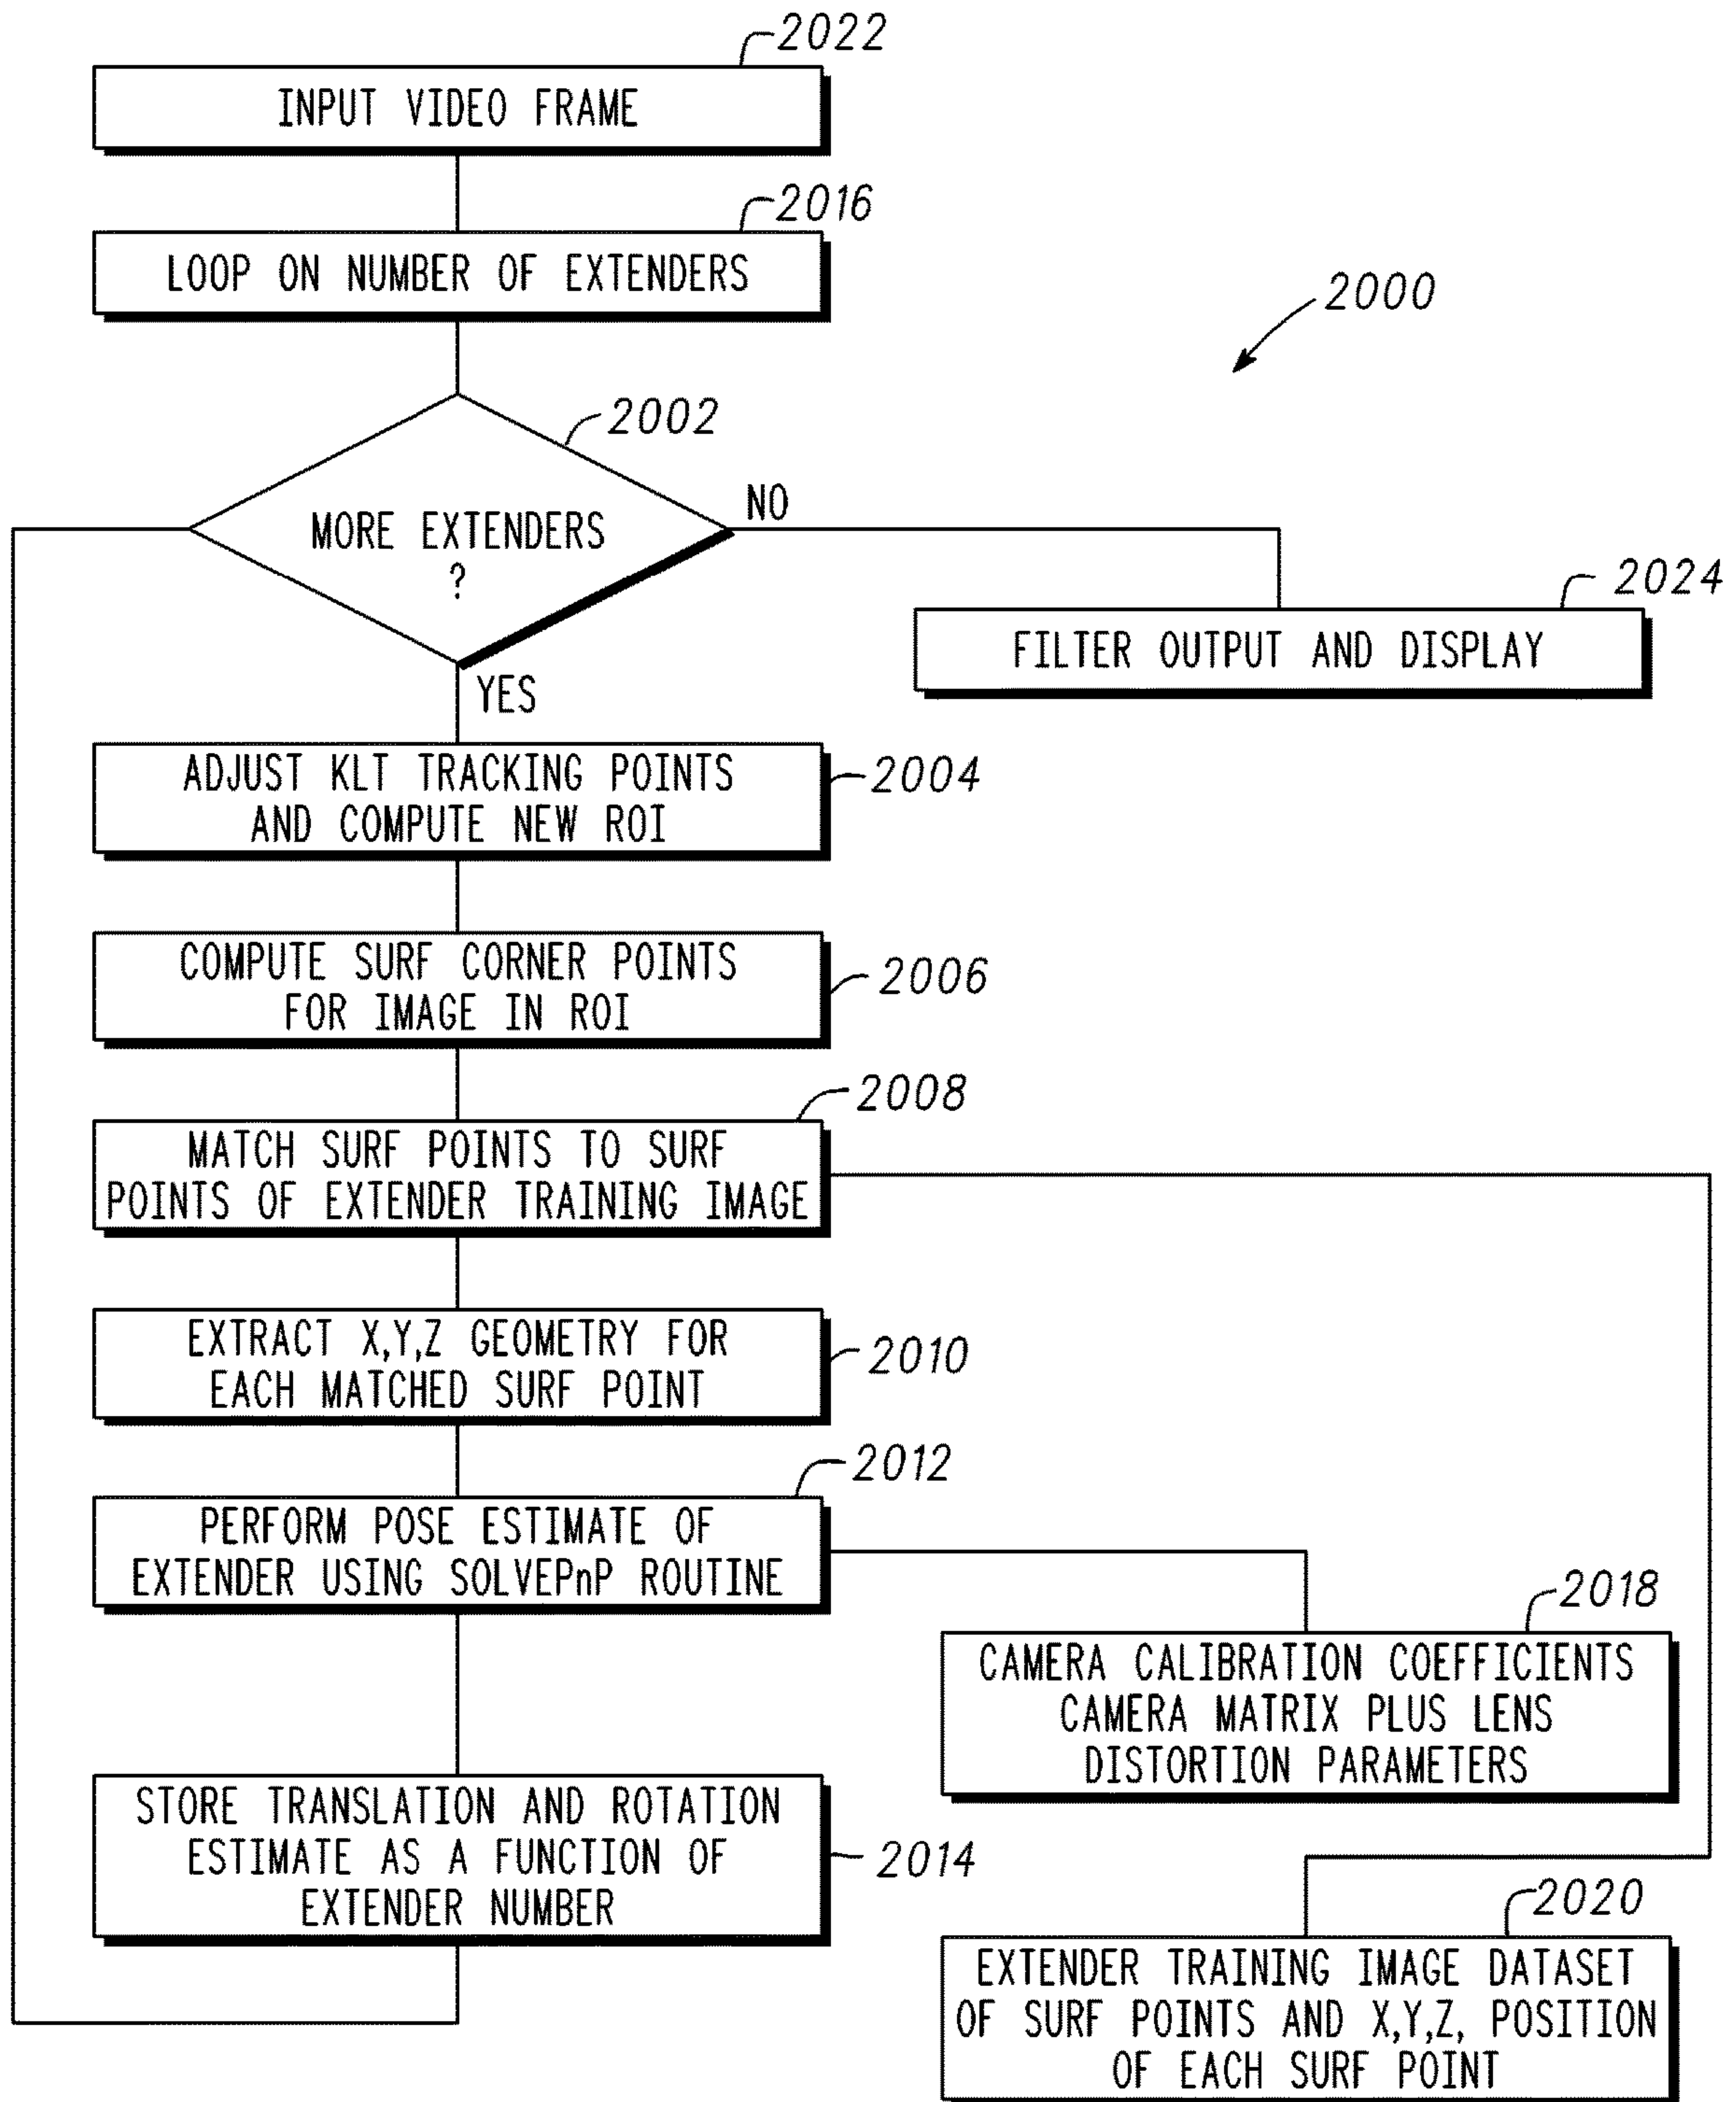 2022
INPUT VIDEO FRAME
2016
LOOP ON NUMBER OF EXTENDERS
2000
2002
MORE EXTENDERS
?
NO
YES
2024
FILTER OUTPUT AND DISPLAY
ADJUST KLT TRACKING POINTS
AND COMPUTE NEW ROI
2004
COMPUTE SURF CORNER POINTS
FOR IMAGE IN ROI
2006
2008
MATCH SURF POINTS TO SURF
POINTS OF EXTENDER TRAINING IMAGE
EXTRACT X,Y,Z GEOMETRY FOR
EACH MATCHED SURF POINT
2010
2012
PERFORM POSE ESTIMATE OF
EXTENDER USING SOLVEPnP ROUTINE
2018
CAMERA CALIBRATION COEFFICIENTS
CAMERA MATRIX PLUS LENS
DISTORTION PARAMETERS
STORE TRANSLATION AND ROTATION
ESTIMATE AS A FUNCTION OF
EXTENDER NUMBER
2014
2020
EXTENDER TRAINING IMAGE DATASET
OF SURF POINTS AND X,Y,Z, POSITION
OF EACH SURF POINT